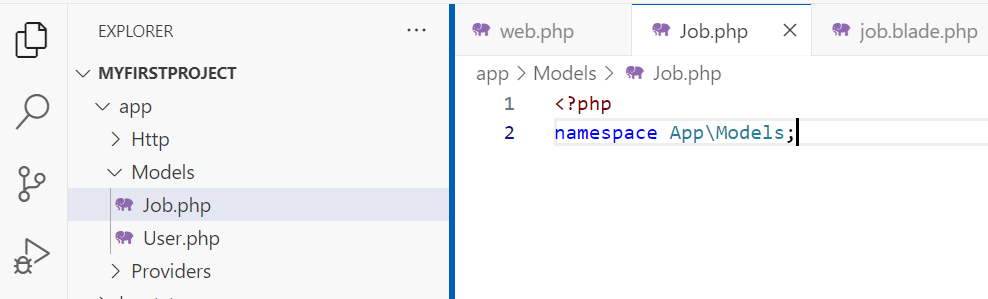 EXPLORER
MYFIRSTPROJECT
app
Http
Models
Job.php
User.php
Providers
web.php
Job.php
job.blade.php
app > Models > Job.php
1 <?php
2 namespace App\Models;